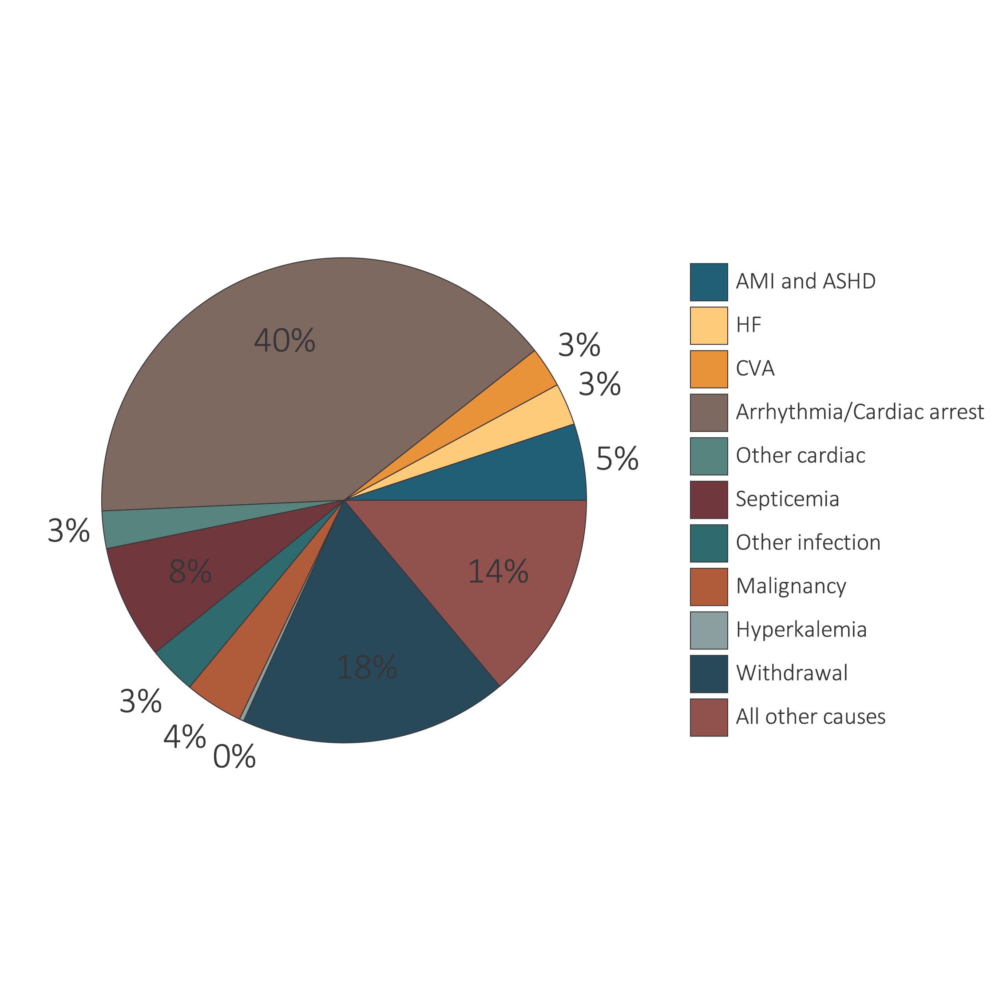 40%
3%
3%
5%
3%
8%
14%
18%
3%
4%
0%
AMI and ASHD
HF
CVA
Arrhythmia/Cardiac arrest
Other cardiac
Septicemia
Other infection
Malignancy
Hyperkalemia
Withdrawal
All other causes